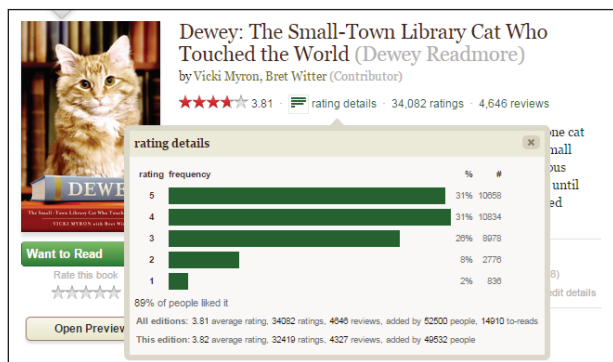 Dewey: The Small-Town Library Cat Who
Touched the World (Dewey Readmore)
by Vicki Myron, Bret Witter (Contributor)
3.81 · rating details · 34,082 ratings · 4,646 reviews
one cat
mall
ous
until
ed
rating details
rating frequency % #
5 31% 10658
4 31% 10834
3 26% 8978
2 8% 2776
1 2% 836
89% of people liked it
All editions: 3.81 average rating, 34082 ratings, 4646 reviews, added by 52500 people, 14910 to-reads
This edition: 3.82 average rating, 32419 ratings, 4327 reviews, added by 49532 people
8)
edit details
DEWEY
The Small-Town Library Cat Who Touched
VICKI MYRON with Bret
Want to Read
Rate this book
Open Preview